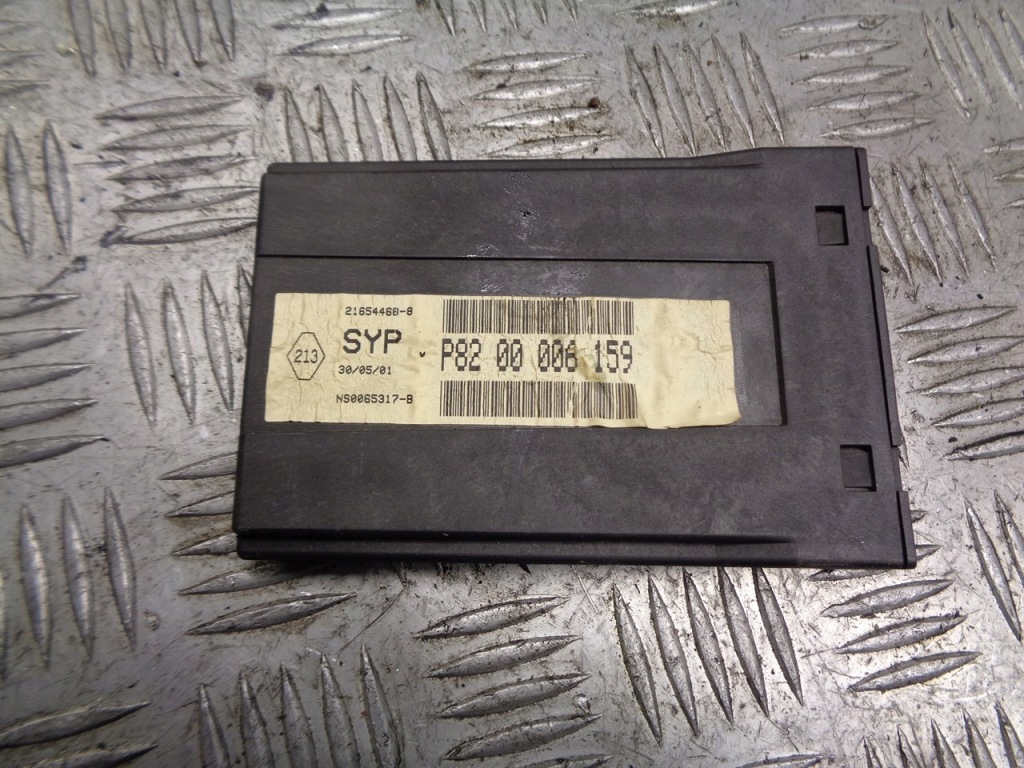 21654468-8
213
SYP
30/05/01
P82 00 006 159
NS0065317-B